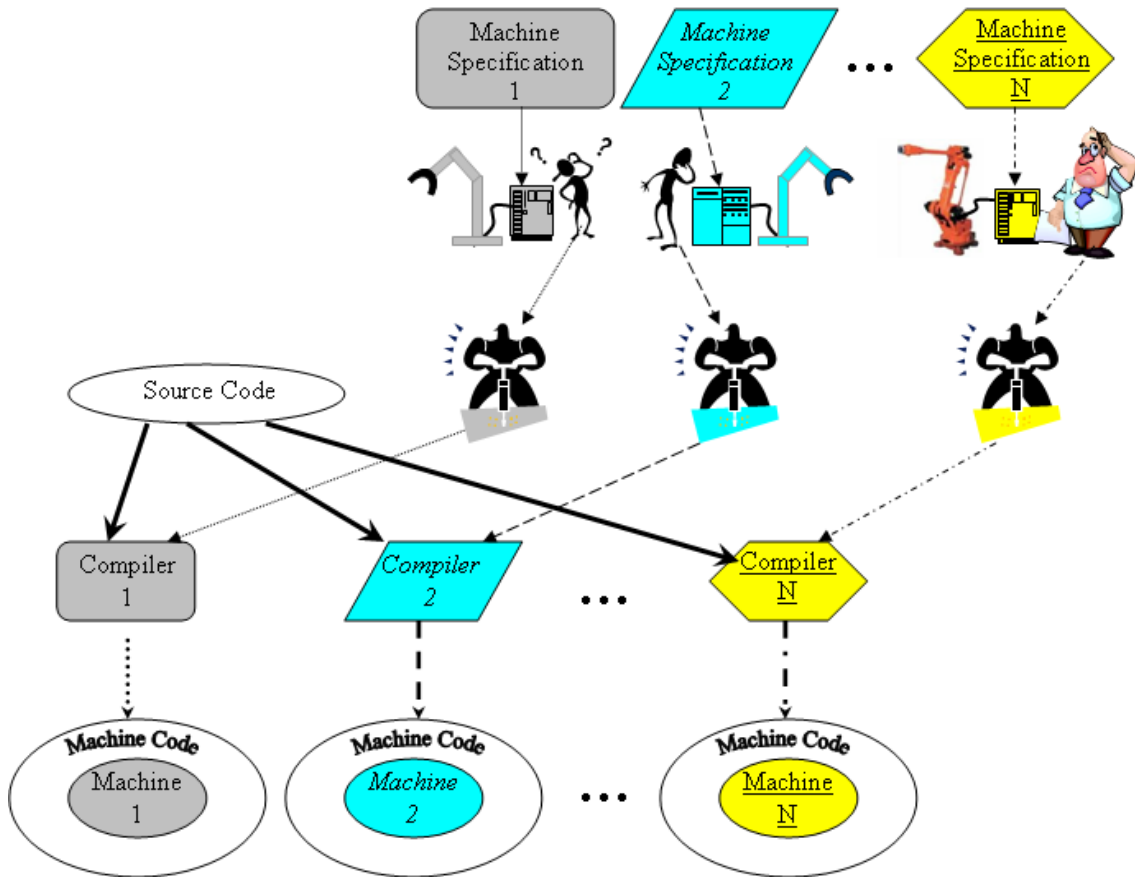 Machine
Specification
1
Machine
Specification
2
Machine
Specification
N
? ?
Source Code
Compiler
1
Compiler
2
Compiler
N
Machine Code
Machine
1
Machine Code
Machine
2
Machine Code
Machine
N